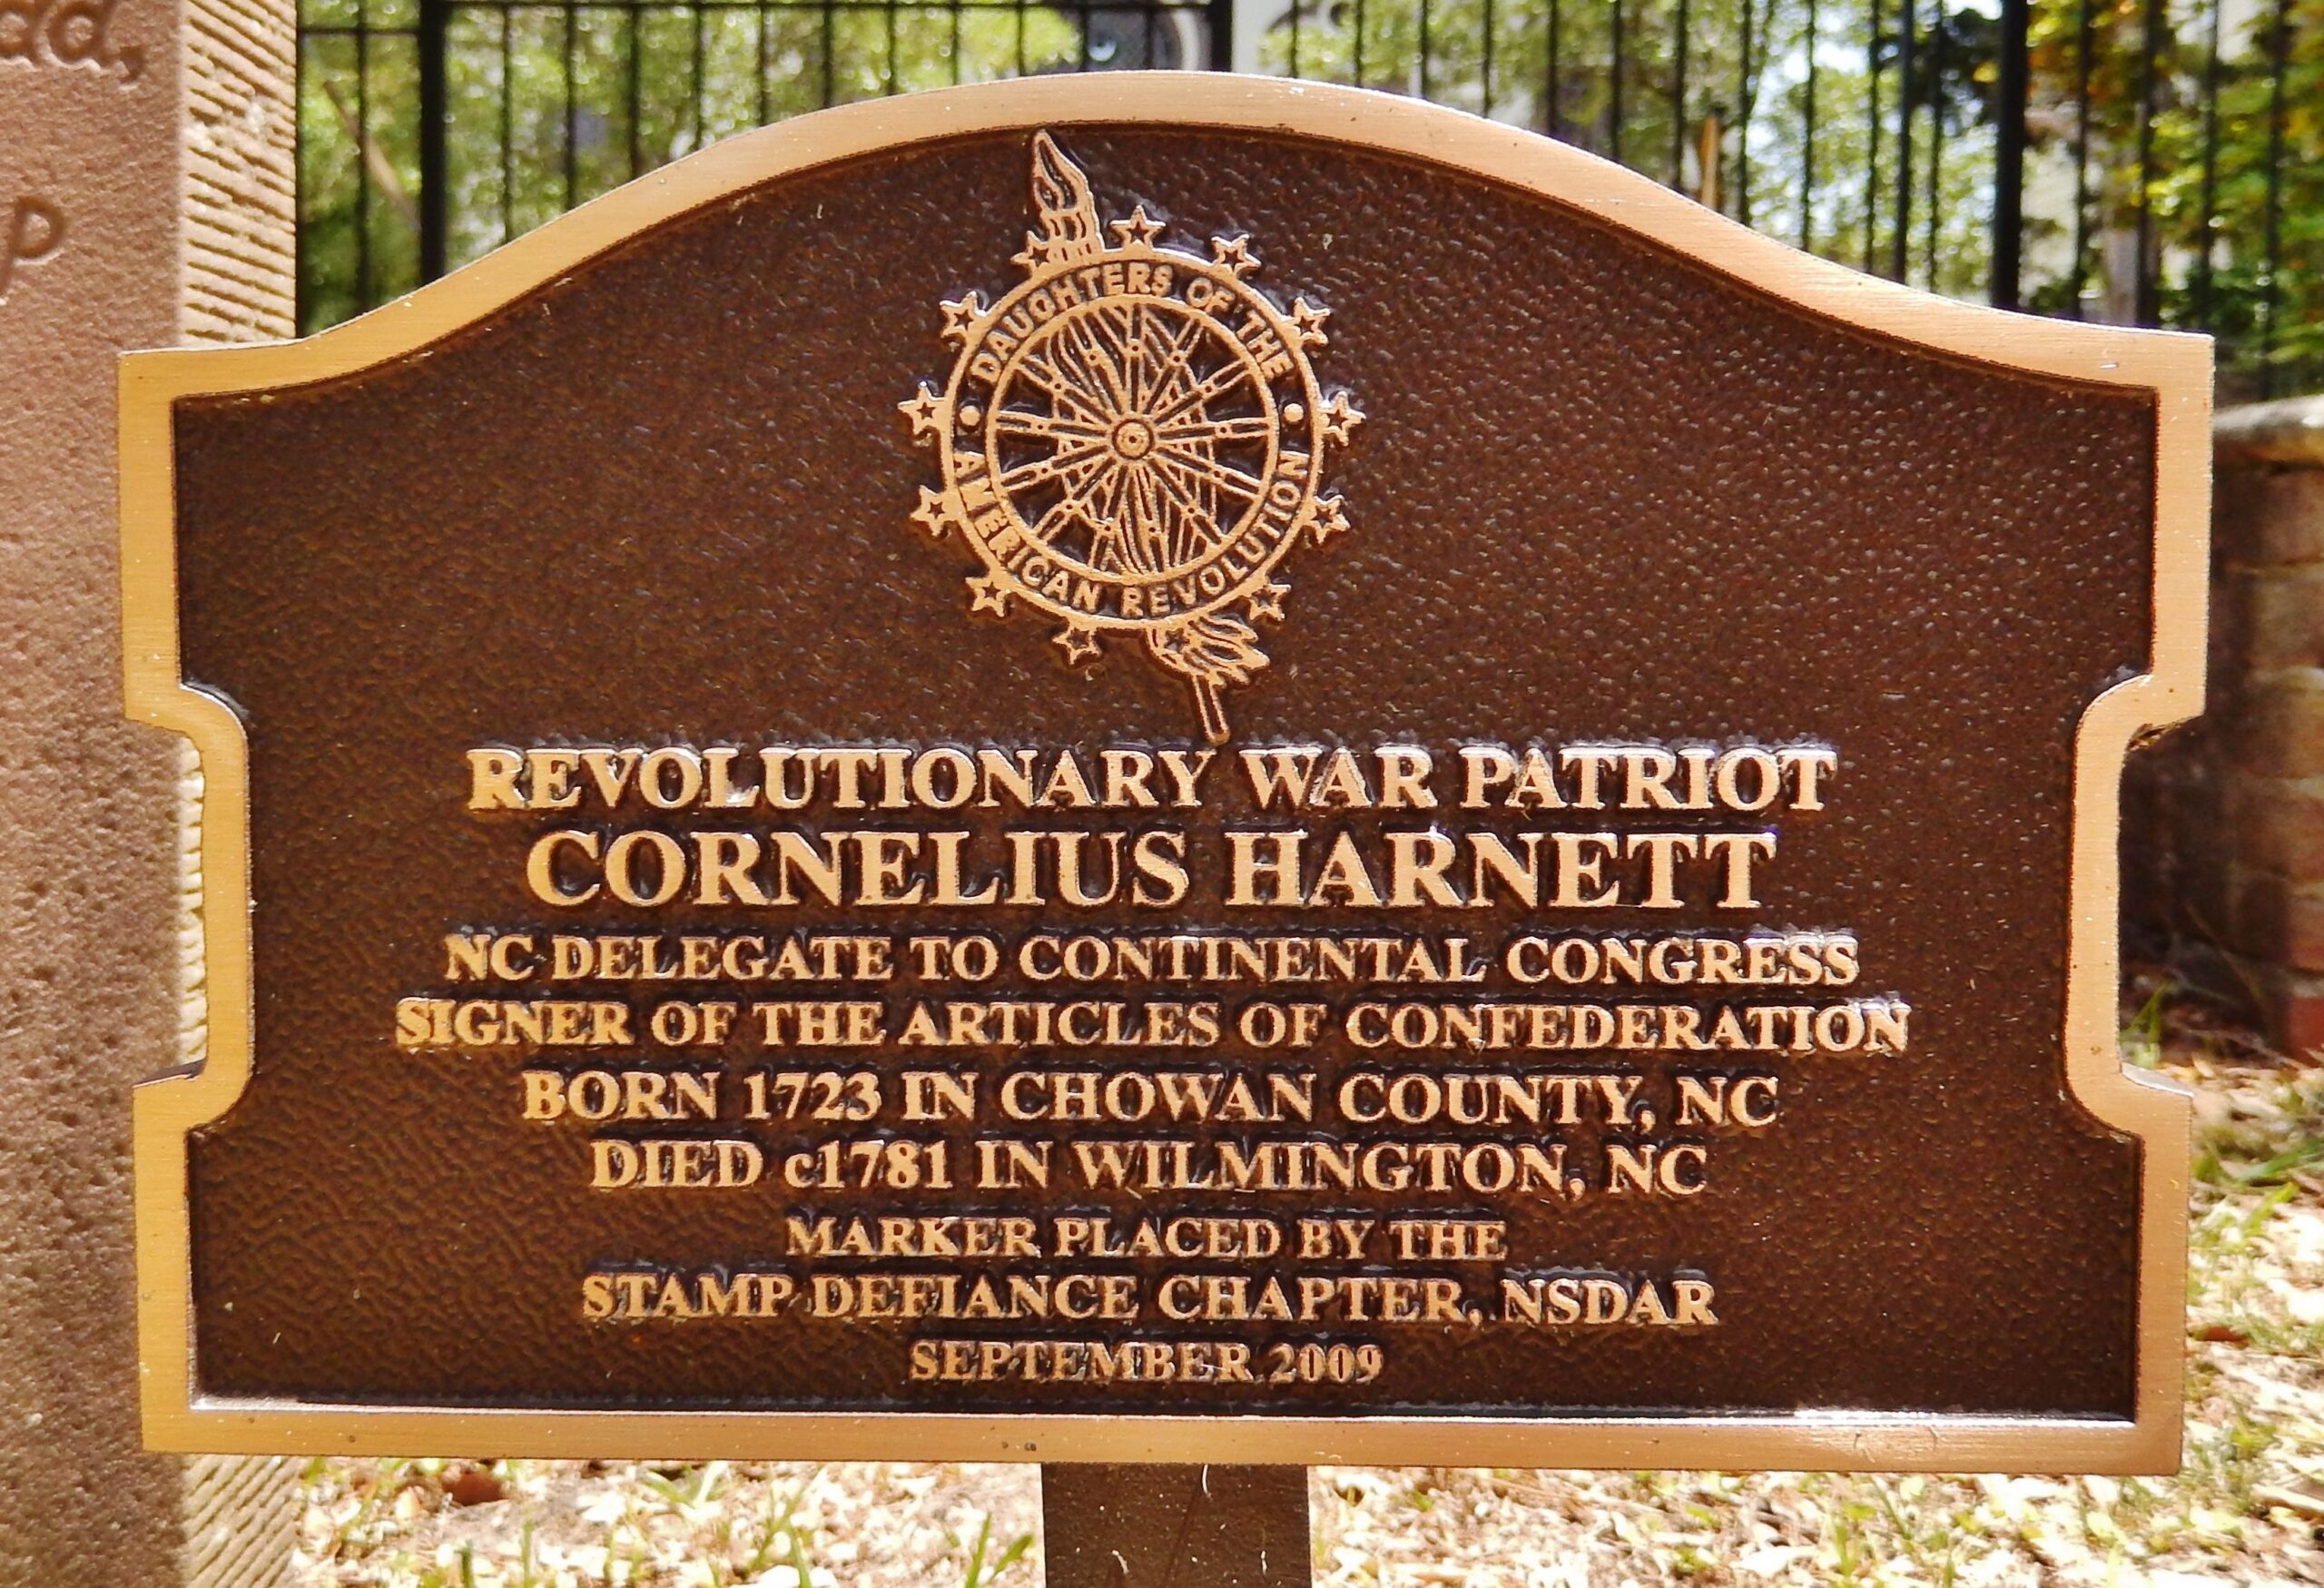 DAUGHTERS OF THE
AMERICAN REVOLUTION
REVOLUTIONARY WAR PATRIOT
CORNELIUS HARNETT
NC DELEGATE TO CONTINENTAL CONGRESS
SIGNER OF THE ARTICLES OF CONFEDERATION
BORN 1723 IN CHOWAN COUNTY, NC
DIED c1781 IN WILMINGTON, NC
MARKER PLACED BY THE
STAMP DEFIANCE CHAPTER, NSDAR
SEPTEMBER 2009